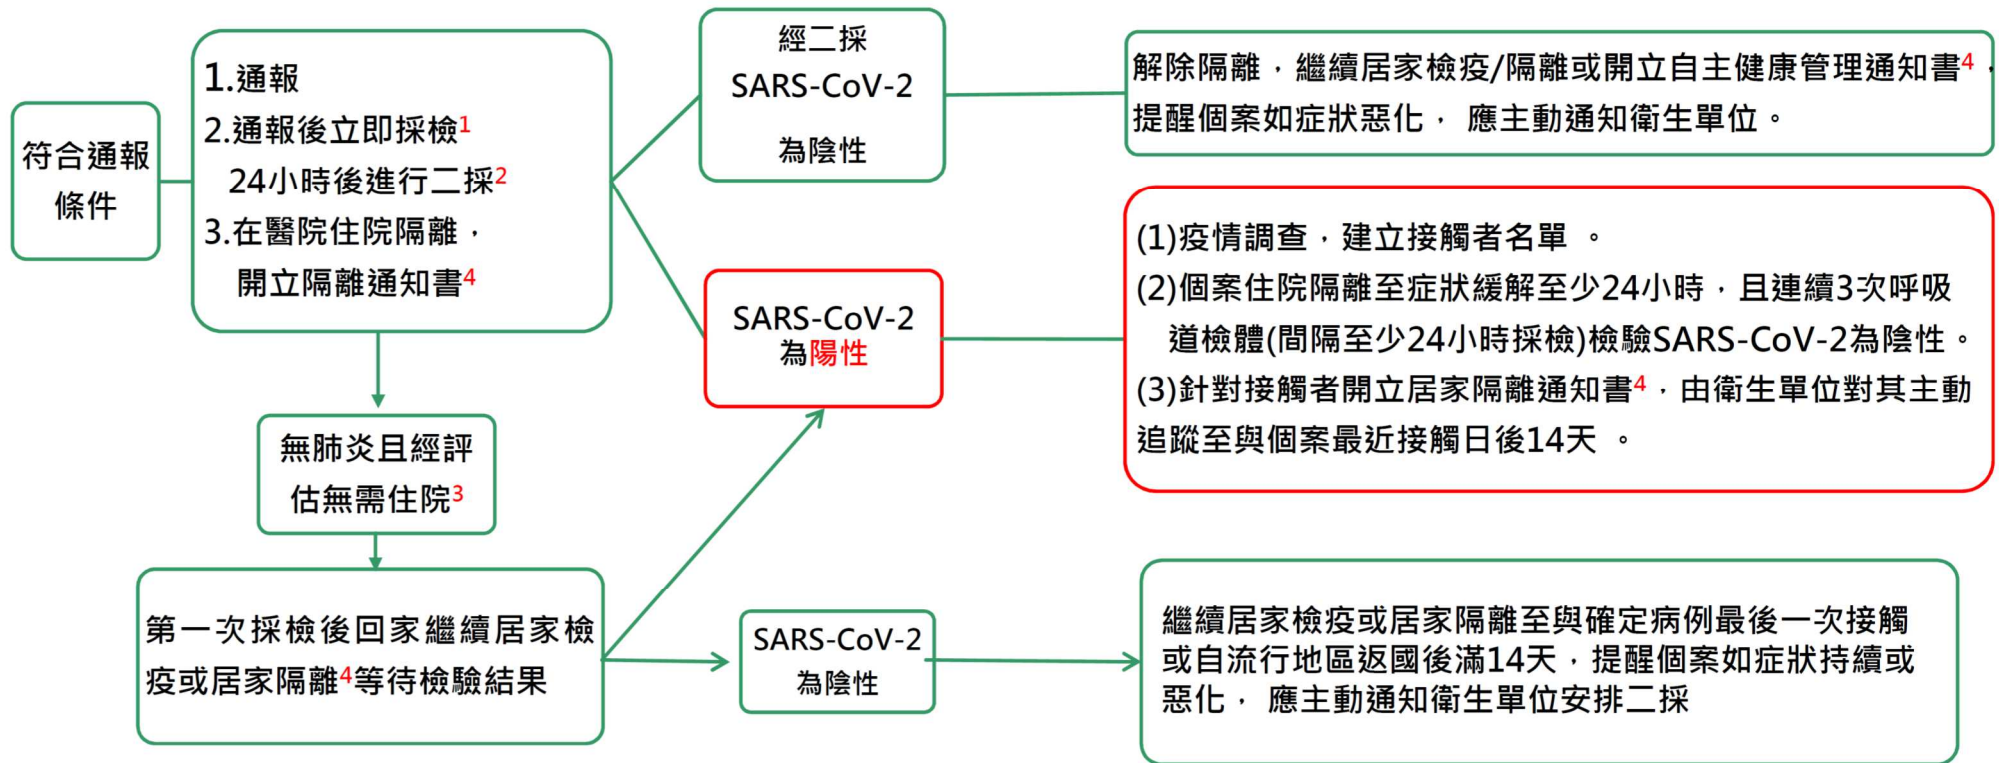 符合通報
條件
1.通報
2.通報後立即採檢1
24小時後進行二採2
3.在醫院住院隔離，
開立隔離通知書4
無肺炎且經評
估無需住院3
第一次採檢後回家繼續居家檢
疫或居家隔離4等待檢驗結果
經二採
SARS-CoV-2
為陰性
解除隔離，繼續居家檢疫/隔離或開立自主健康管理通知書4，
提醒個案如症狀惡化， 應主動通知衛生單位。
SARS-CoV-2
為陽性
(1)疫情調查，建立接觸者名單 。
(2)個案住院隔離至症狀緩解至少24小時，且連續3次呼吸
道檢體(間隔至少24小時採檢)檢驗SARS-CoV-2為陰性。
(3)針對接觸者開立居家隔離通知書4，由衛生單位對其主動
追蹤至與個案最近接觸日後14天 。
SARS-CoV-2
為陰性
繼續居家檢疫或居家隔離至與確定病例最後一次接觸
或自流行地區返國後滿14天，提醒個案如症狀持續或
惡化， 應主動通知衛生單位安排二採